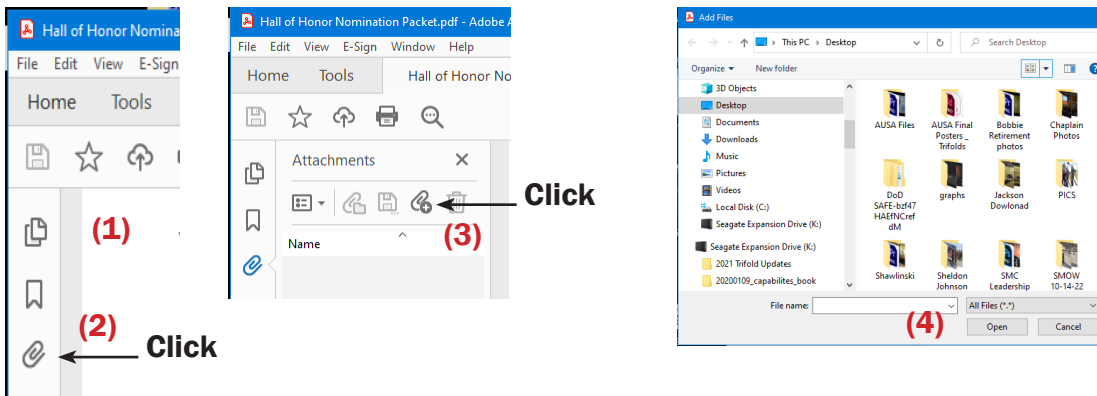 Hall of Honor Nomina
File Edit View E-Sign
Home Tools
(1)
(2)
Click
Hall of Honor Nomination Packet.pdf - Adobe A
File Edit View E-Sign Window Help
Home Tools Hall of Honor No
Attachments
(3)
Click
Name
Add Files
This PC > Desktop
Search Desktop
Organize New folder
3D Objects
Desktop
Documents
Downloads
Music
Pictures
Videos
Local Disk (C:)
Seagate Expansion Drive (K:)
Seagate Expansion Drive (K:)
2021 Trifold Updates
20200109_capabilites_book
AUSA Files
AUSA Final
Posters _
Trifolds
Bobbie
Retirement
photos
Chaplain
Photos
DoD
SAFE-bzf47
HAEfNCref
dM
graphs
Jackson
Dowlonad
PICS
Shawlinski
Sheldon
Johnson
SMC
Leadership
SMOW
10-14-22
File name:
All Files (*.*)
(4)
Open Cancel